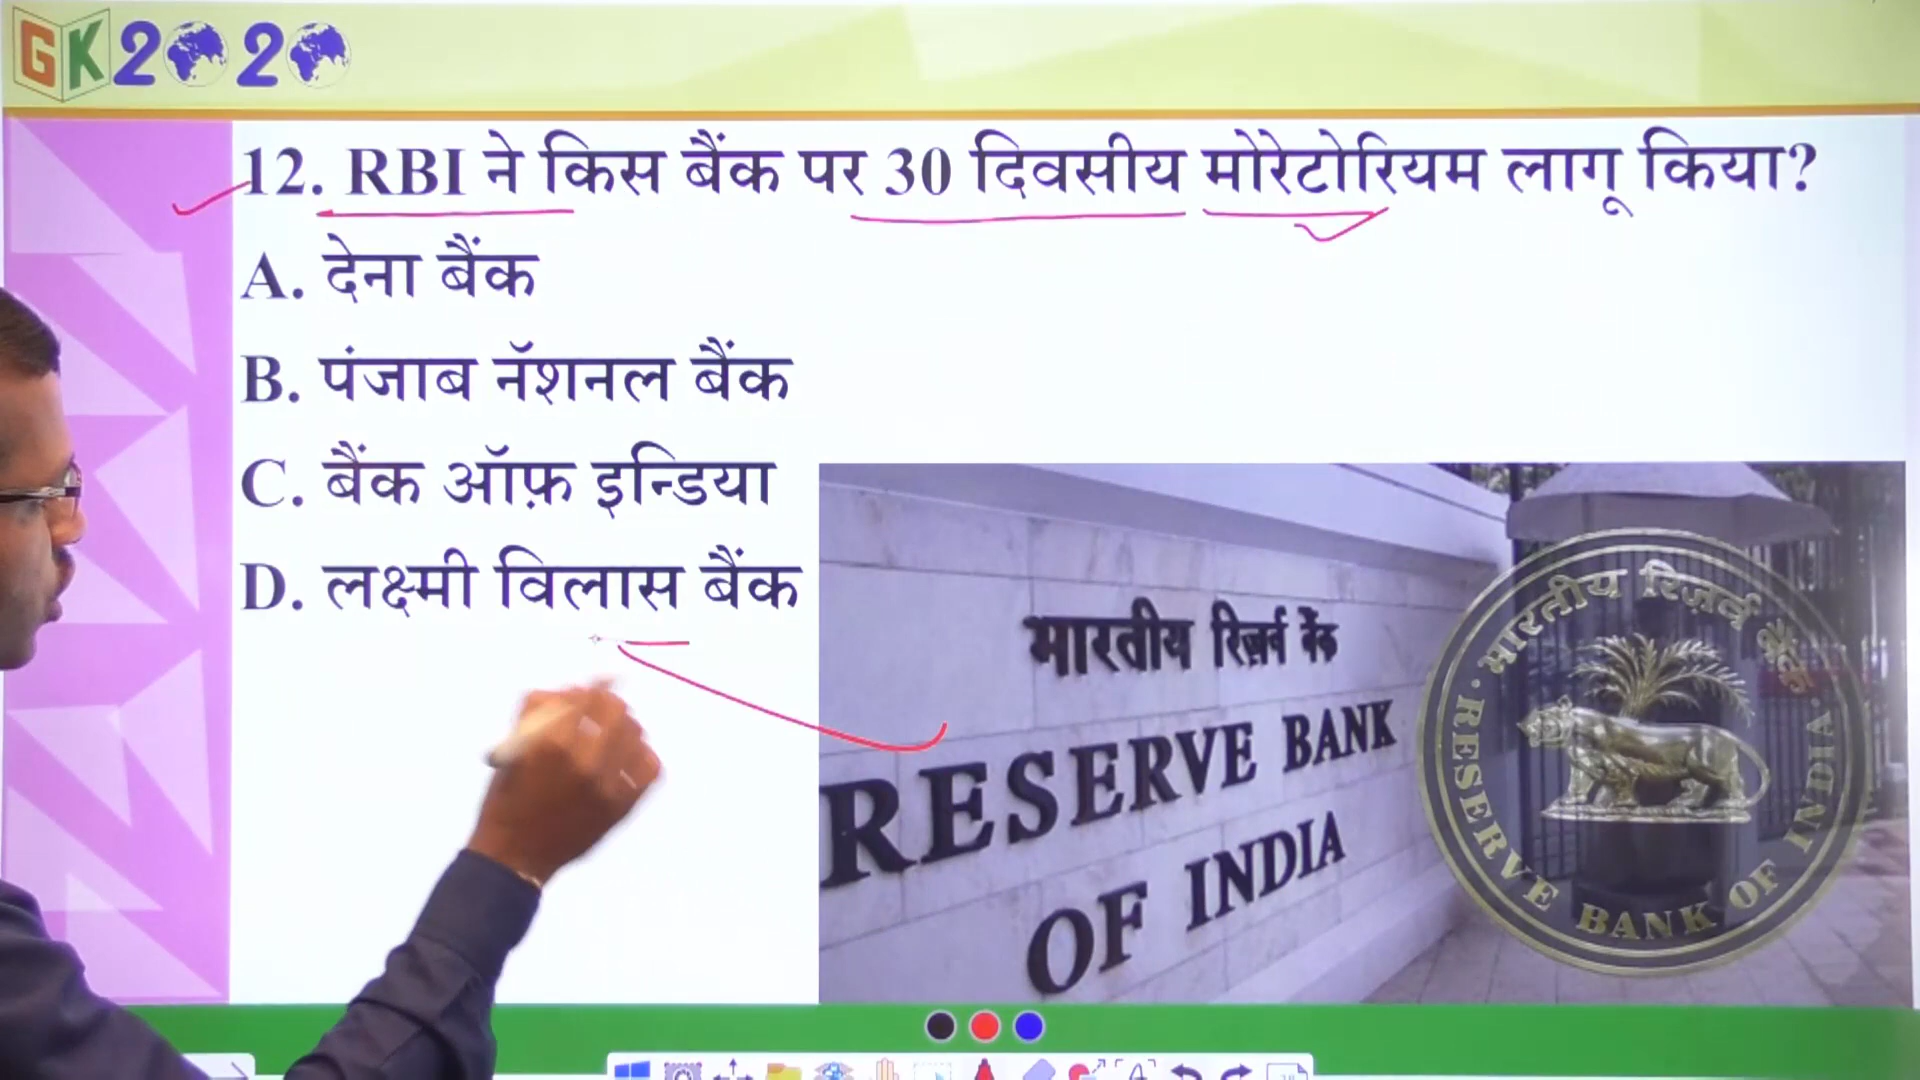 GK2020
12. RBI ने किस बैंक पर 30 दिवसीय मोरेटोरियम लागू किया?
A. देना बैंक
B. पंजाब नॅशनल बैंक
C. बैंक ऑफ़ इन्डिया
D. लक्ष्मी विलास बैंक
भारतीय रिज़र्व बैंक
RESERVE BANK
OF INDIA
भारतीय रिज़र्व बैंक
RESERVE BANK OF INDIA